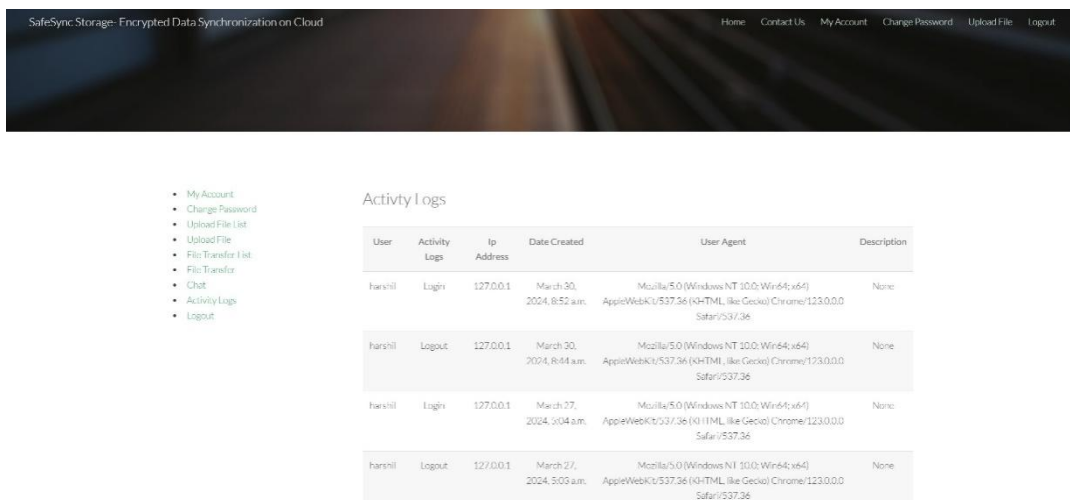 SafeSync Storage- Encrypted Data Synchronization on Cloud
Home Contact Us My Account Change Password Upload File Logout
My Account
Change Password
Upload File List
Upload File
File Transfer List
File Transfer
Chat
Activity Logs
Logout
Activty Logs
User Activity Logs Ip Address Date Created User Agent Description
harshil Login 127.0.0.1 March 30,
2024, 8:52 a.m. Mozilla/5.0 (Windows NT 10.0; Win64; x64)
AppleWebKit/537.36 (KHTML, like Gecko) Chrome/123.0.0.0
Safari/537.36 None
harshil Logout 127.0.0.1 March 30,
2024, 8:44 a.m. Mozilla/5.0 (Windows NT 10.0; Win64; x64)
AppleWebKit/537.36 (KHTML, like Gecko) Chrome/123.0.0.0
Safari/537.36 None
harshil Login 127.0.0.1 March 27,
2024, 5:04 a.m. Mozilla/5.0 (Windows NT 10.0; Win64; x64)
AppleWebKit/537.36 (KHTML, like Gecko) Chrome/123.0.0.0
Safari/537.36 None
harshil Logout 127.0.0.1 March 27,
2024, 5:03 a.m. Mozilla/5.0 (Windows NT 10.0; Win64; x64)
AppleWebKit/537.36 (KHTML, like Gecko) Chrome/123.0.0.0
Safari/537.36 None